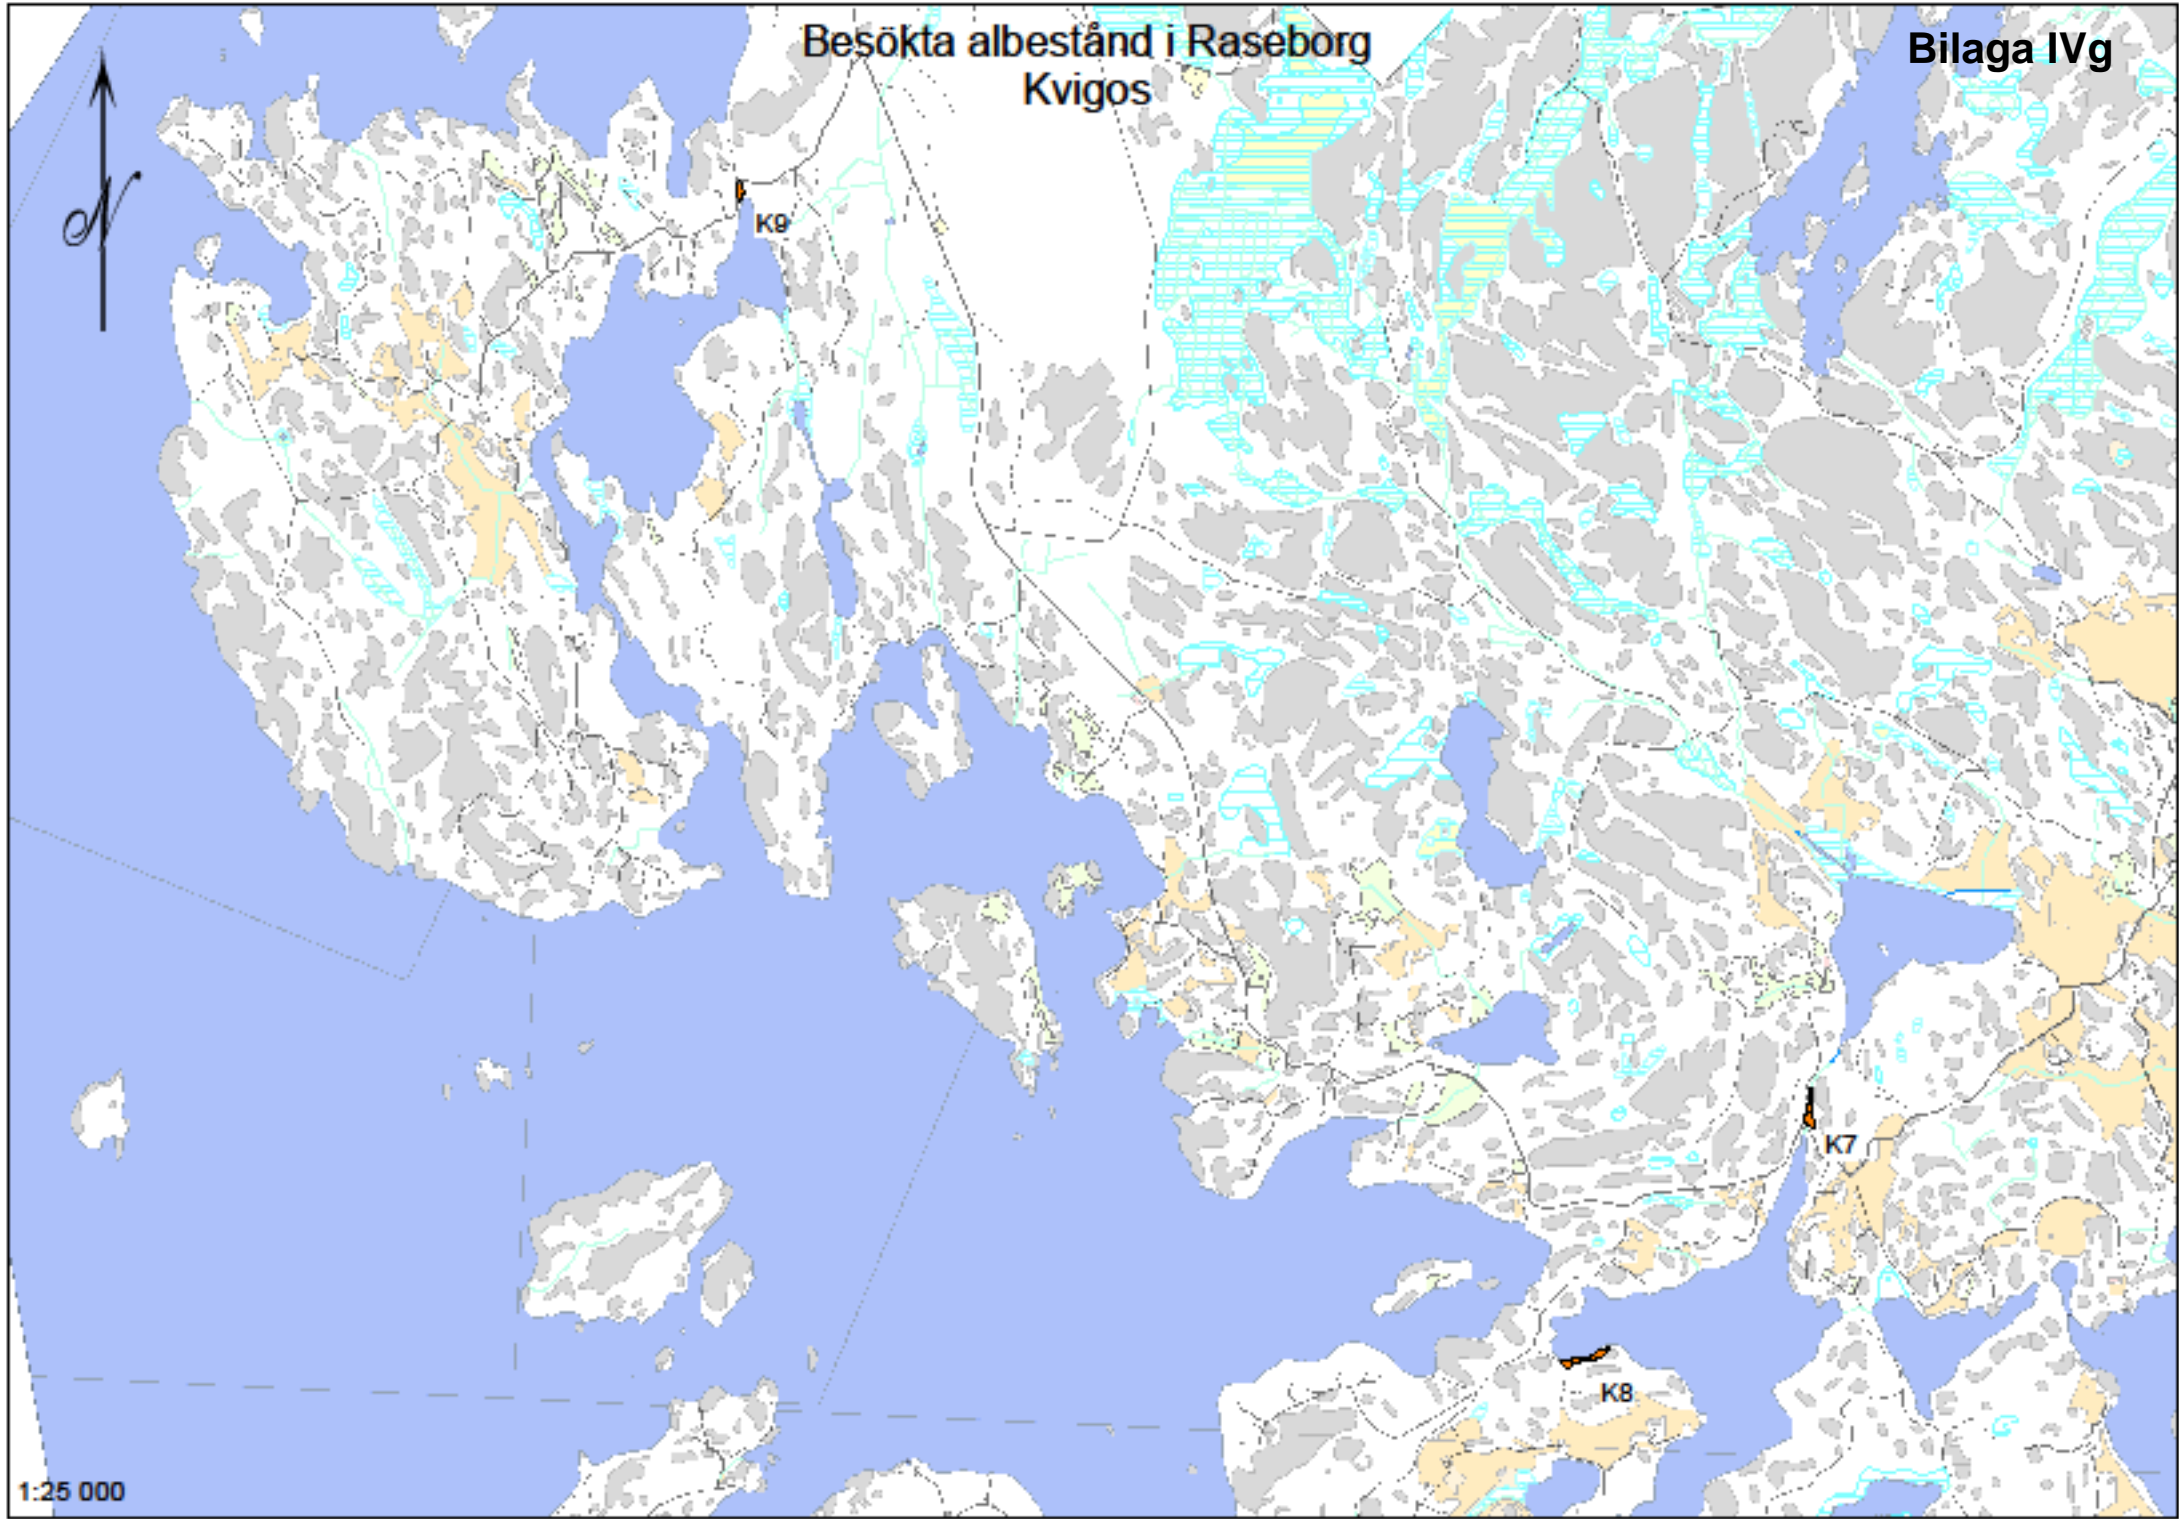 Besökta albestånd i Raseborg
Kvigos
Bilaga IVg
N
K9
K7
K8
1:25 000